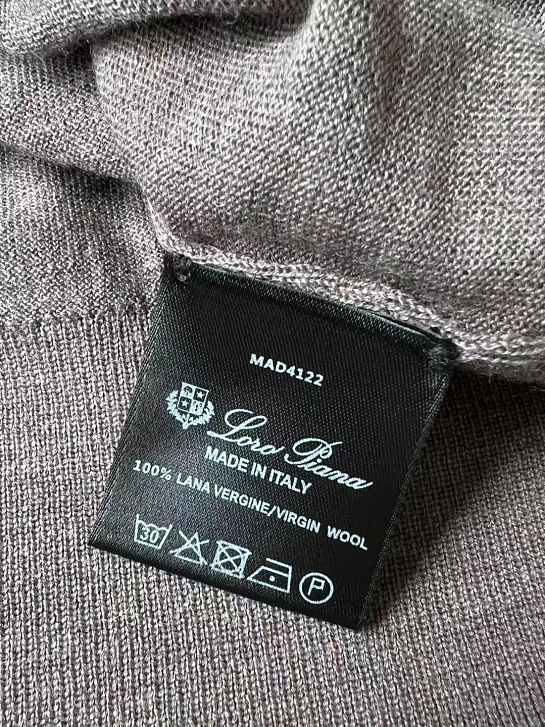 MAD4122
Loro Piana
MADE IN ITALY
100% LANA VERGINE/VIRGIN WOOL
30 P